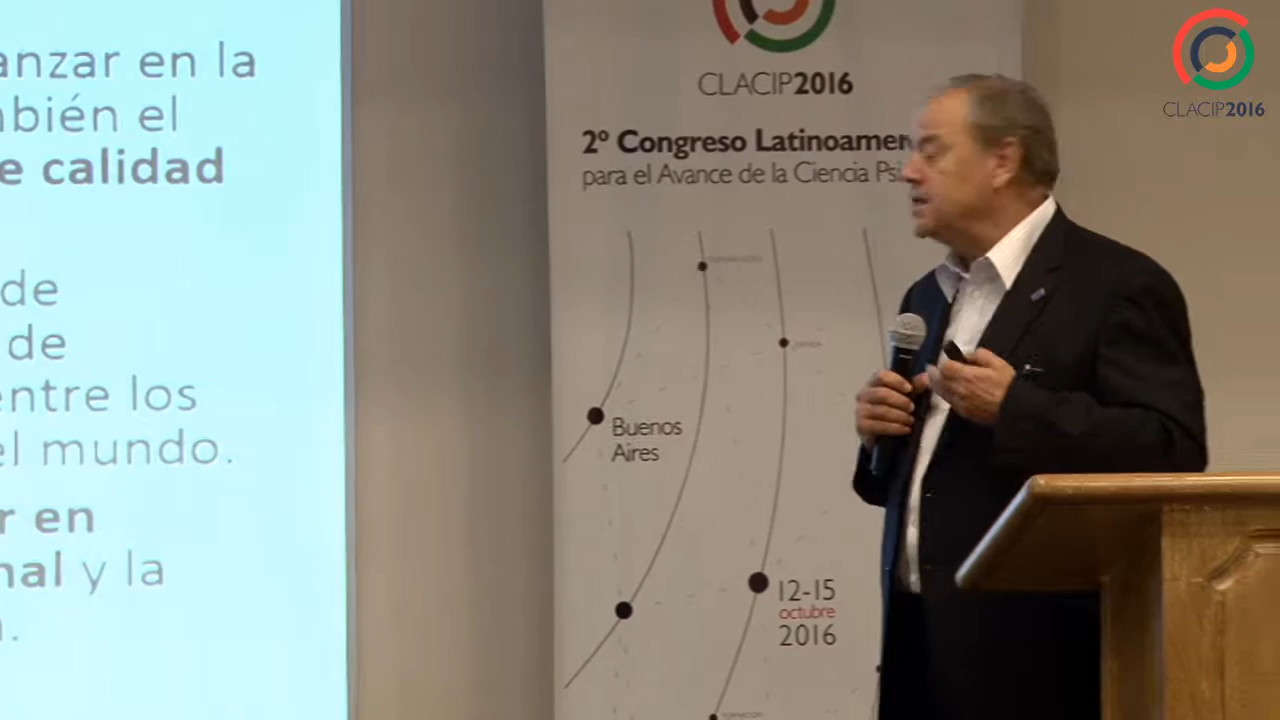 anzar en la
mbién el
e calidad
de
de
entre los
el mundo.
r en
nal y la
CLACIP2016
2º Congreso Latinoamer
para el Avance de la Ciencia Psi
Buenos
Aires
12-15
octubre
2016
CLACIP2016